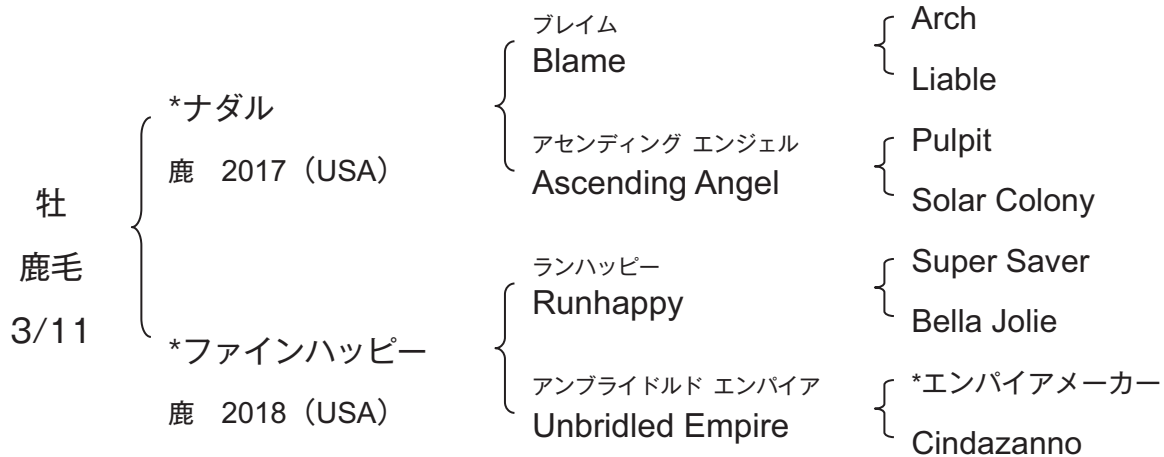 牡
鹿毛
3/11
*ナダル
鹿 2017（USA）
*ファインハッピー
鹿 2018（USA）
ブレイム
Blame
アセンディング エンジェル
Ascending Angel
ランハッピー
Runhappy
アンブライドルド エンパイア
Unbridled Empire
Arch
Liable
Pulpit
Solar Colony
Super Saver
Bella Jolie
*エンパイアメーカー
Cindazanno